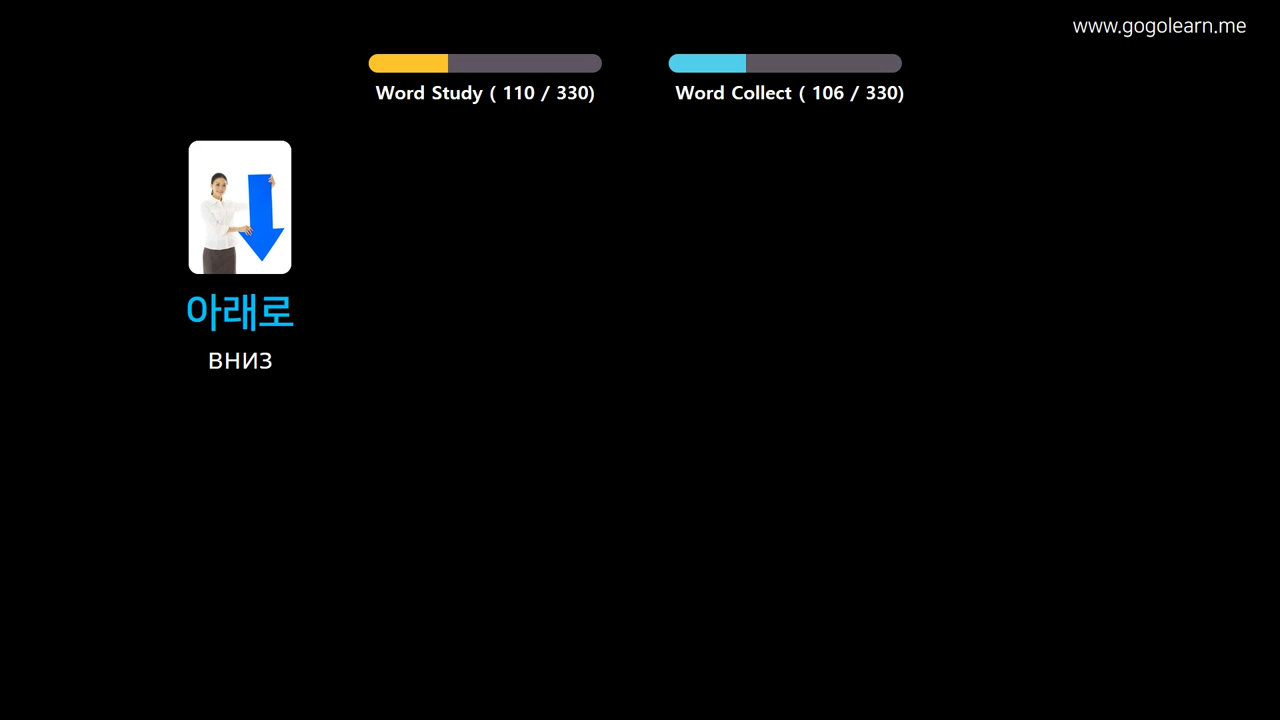 www.gogolearn.me
Word Study ( 110 / 330)
Word Collect ( 106 / 330)
아래로
вниз